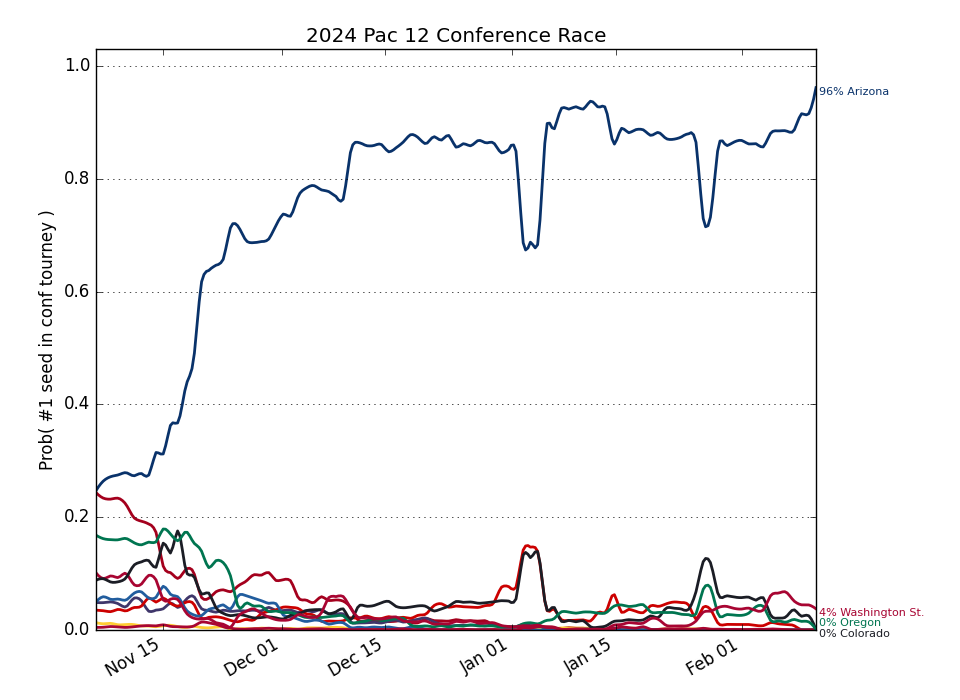 2024 Pac 12 Conference Race
Prob( #1 seed in conf tourney )
1.0
0.8
0.6
0.4
0.2
0.0
96% Arizona
4% Washington St.
0% Oregon
0% Colorado
Nov 15
Dec 01
Dec 15
Jan 01
Jan 15
Feb 01